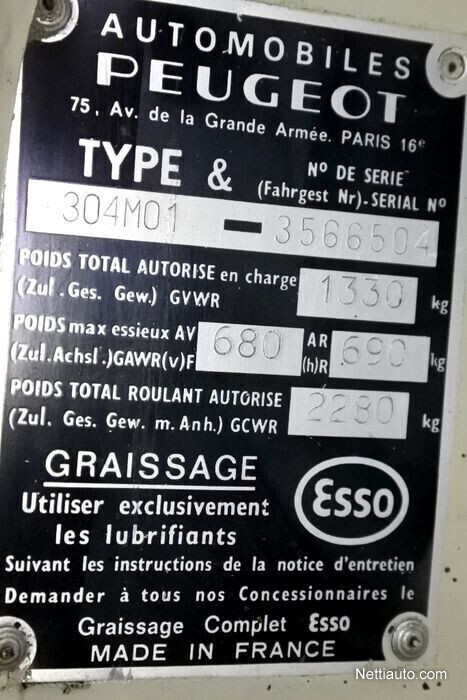 AUTOMOBILES
PEUGEOT
75, Av. de la Grande Armée. PARIS 16e
TYPE & Nº DE SERIE
(Fahrgest Nr)-SERIAL Nº
304M01 - 3566504
POIDS TOTAL AUTORISE en charge
(Zul. Ges. Gew.) GVWR 1330 kg
POIDS max essieux AV 680 AR 690 kg
(Zul.Achsl.)GAWR(v)F (h)R
POIDS TOTAL ROULANT AUTORISE
(Zul. Ges. Gew. m. Anh.) GCWR 2280 kg
GRAISSAGE
Utiliser exclusivement
les lubrifiants
Esso
Suivant les instructions de la notice d'entretien
Demander à tous nos Concessionnaires le
Graissage Complet Esso
MADE IN FRANCE
Nettiauto.com